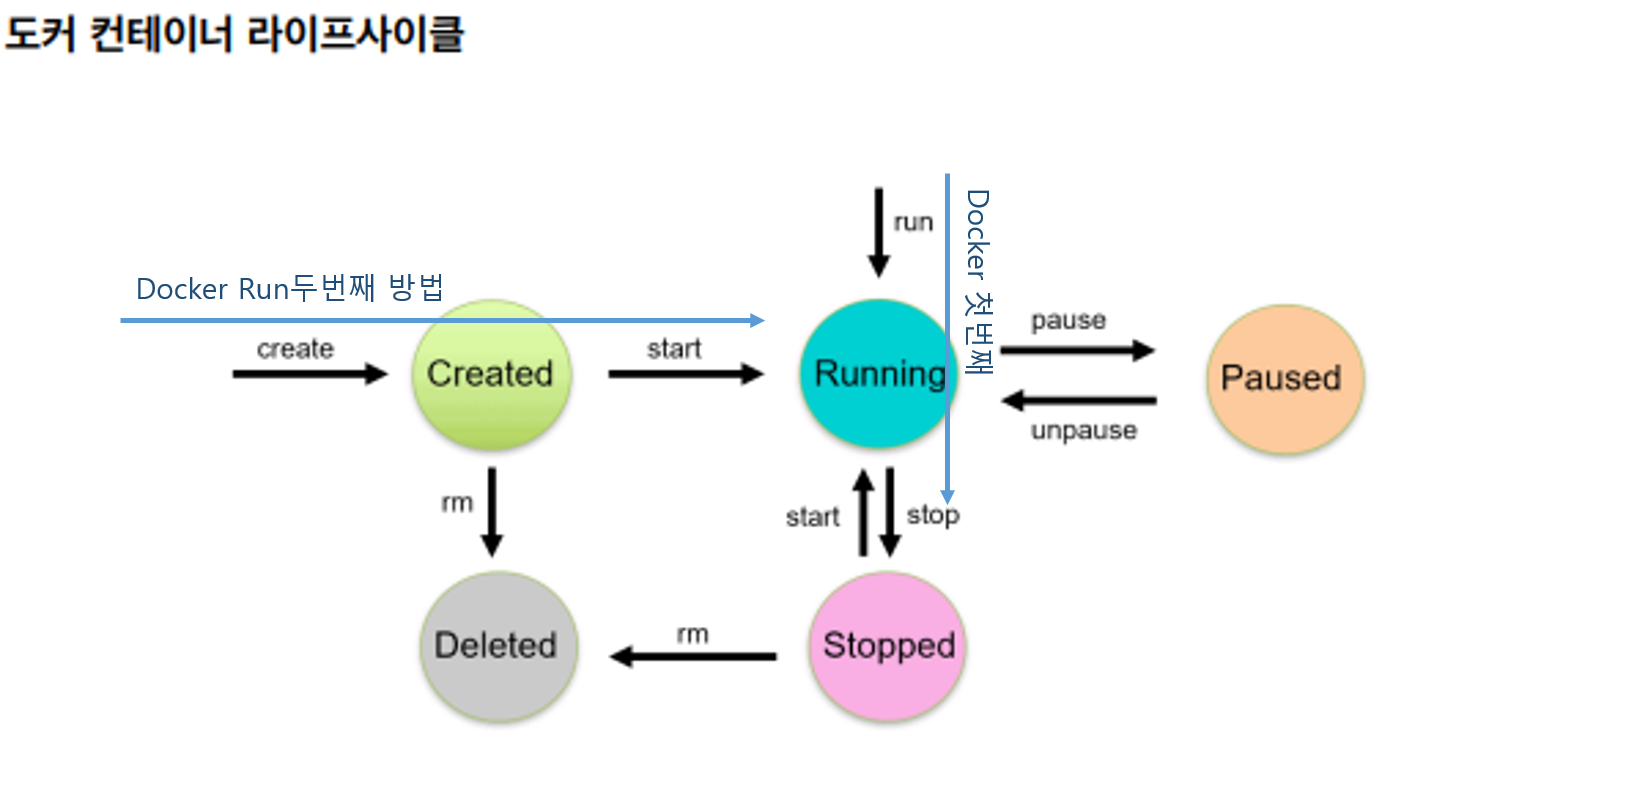 도커 컨테이너 라이프사이클
run
Docker 첫번째
Docker Run두번째 방법
create
Created
start
Running
pause
Paused
unpause
rm
start
stop
Deleted
rm
Stopped